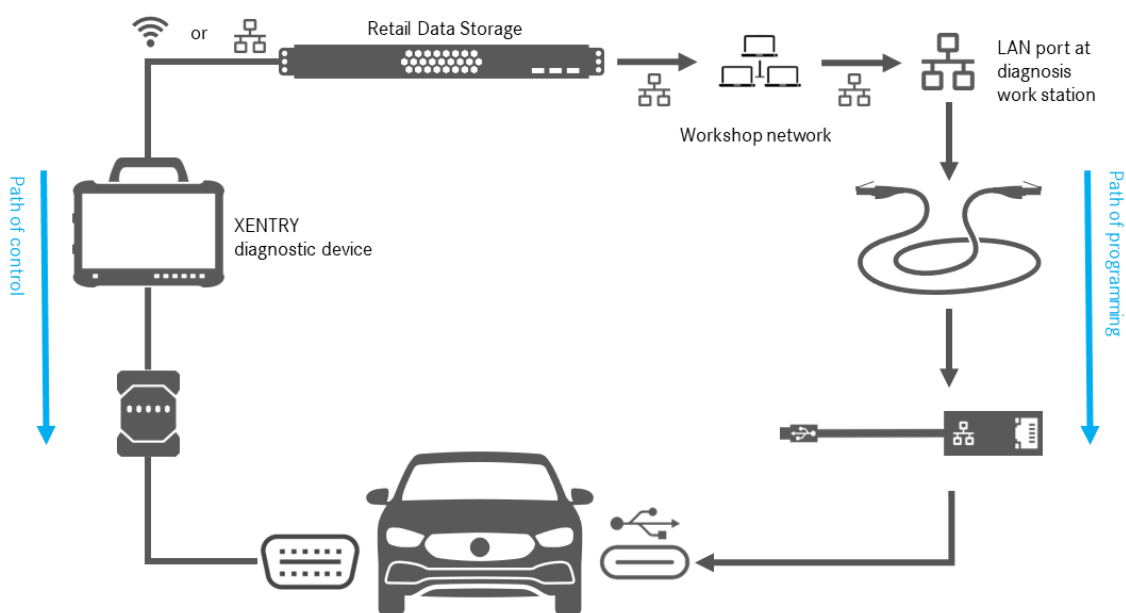 or
Retail Data Storage
LAN port at
diagnosis
work station
Workshop network
Path of control
XENTRY
diagnostic device
Path of programming